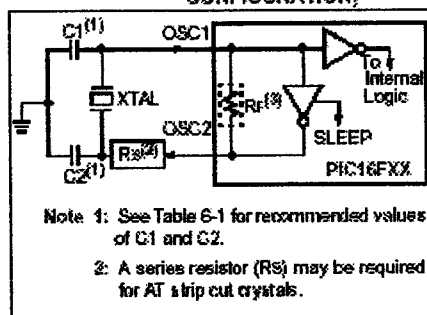 CONFIGURATION)
C1(1)
OSC1
To
Internal
Logic
XTAL
RF(3)
OSC2
SLEEP
C2(1)
PIC16FXX
Note 1: See Table 6-1 for recommended values
of C1 and C2.
2: A series resistor (RS) may be required
for AT strip cut crystals.